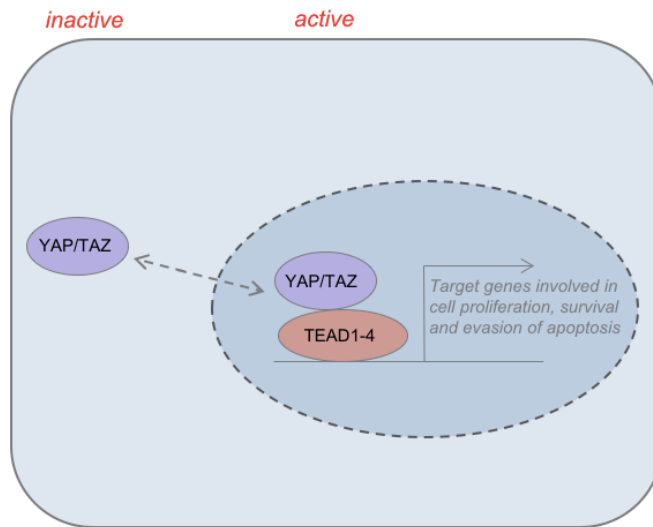 inactive
active
YAP/TAZ
YAP/TAZ
TEAD1-4
Target genes involved in
cell proliferation, survival
and evasion of apoptosis